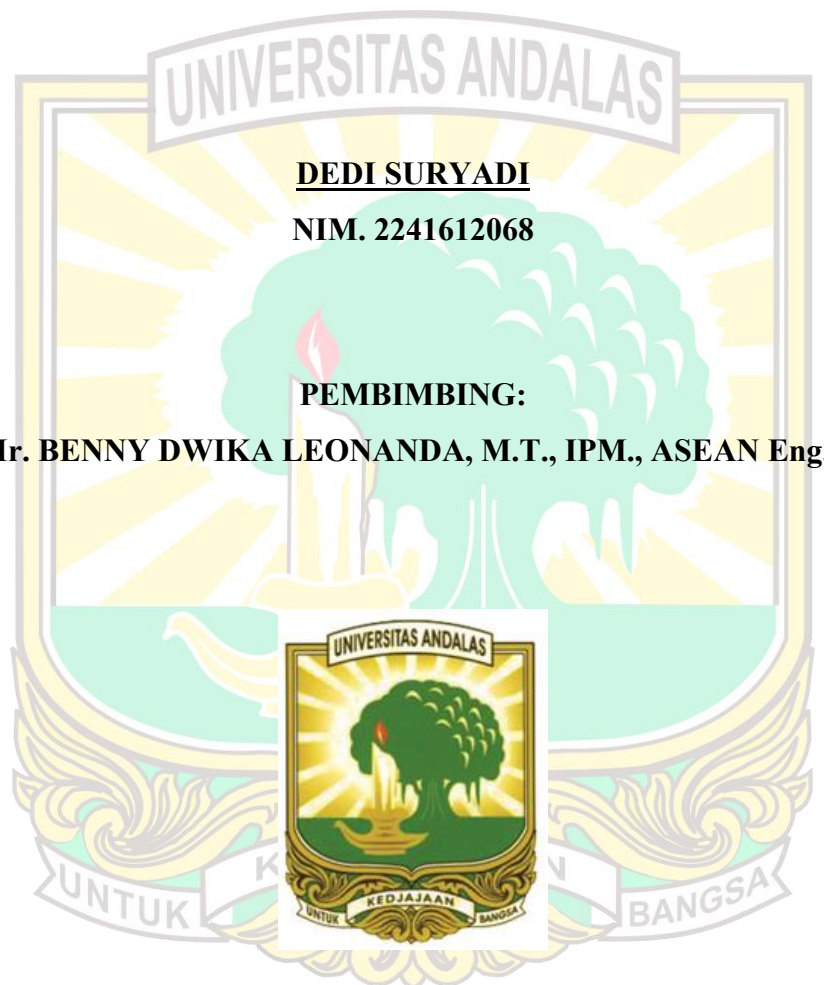 UNIVERSITAS ANDALAS
DEDI SURYADI
NIM. 2241612068
PEMBIMBING:
Ir. BENNY DWIKA LEONANDA, M.T., IPM., ASEAN Eng.
UNIVERSITAS ANDALAS
UNTUK KEDJAJAAN BANGSA
UNTUK BANGSA